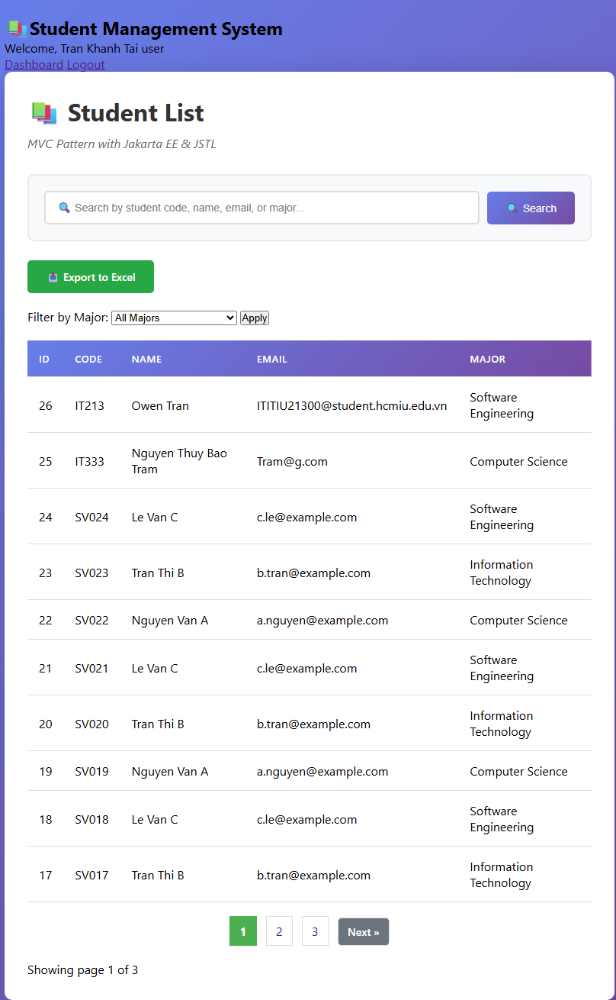 Student Management System
Welcome, Tran Khanh Tai user
Dashboard Logout
Student List
MVC Pattern with Jakarta EE & JSTL
Search by student code, name, email, or major... Search
Export to Excel
Filter by Major: All Majors Apply
ID CODE NAME EMAIL MAJOR
26 IT213 Owen Tran ITITIU21300@student.hcmiu.edu.vn Software
Engineering
25 IT333 Nguyen Thuy Bao
Tram Tram@g.com Computer Science
24 SV024 Le Van C c.le@example.com Software
Engineering
23 SV023 Tran Thi B b.tran@example.com Information
Technology
22 SV022 Nguyen Van A a.nguyen@example.com Computer Science
21 SV021 Le Van C c.le@example.com Software
Engineering
20 SV020 Tran Thi B b.tran@example.com Information
Technology
19 SV019 Nguyen Van A a.nguyen@example.com Computer Science
18 SV018 Le Van C c.le@example.com Software
Engineering
17 SV017 Tran Thi B b.tran@example.com Information
Technology
1 2 3 Next »
Showing page 1 of 3